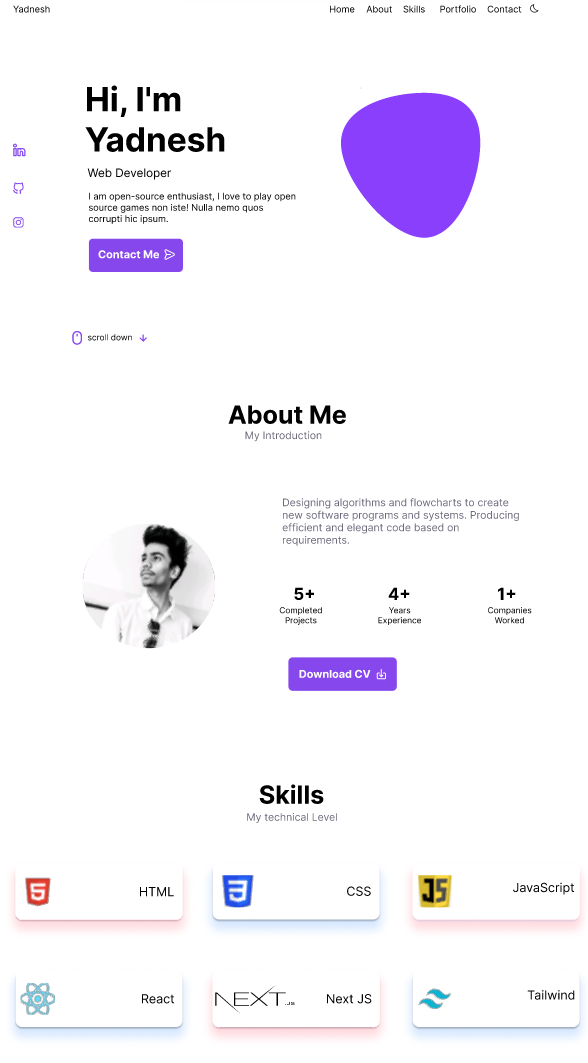 Yadnesh
Home About Skills Portfolio Contact
Hi, I'm
Yadnesh
Web Developer
I am open-source enthusiast, I love to play open
source games non iste! Nulla nemo quos
corrupti hic ipsum.
Contact Me
scroll down
About Me
My Introduction
Designing algorithms and flowcharts to create
new software programs and systems. Producing
efficient and elegant code based on
requirements.
5+ 4+ 1+
Completed Years Companies
Projects Experience Worked
Download CV
Skills
My technical Level
5 HTML
3 CSS
JS JavaScript
React
NEXT.JS Next JS
Tailwind